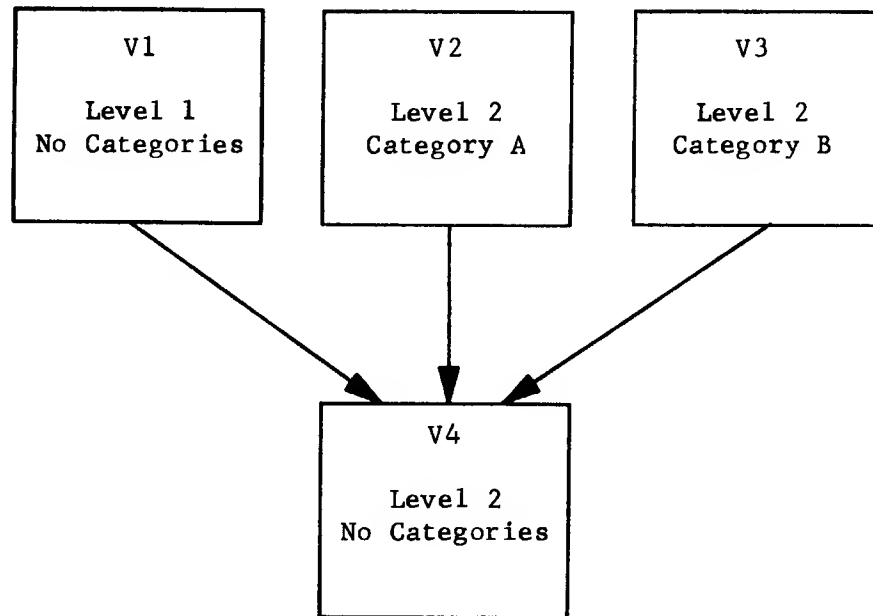 V1
Level 1
No Categories
V2
Level 2
Category A
V3
Level 2
Category B
V4
Level 2
No Categories